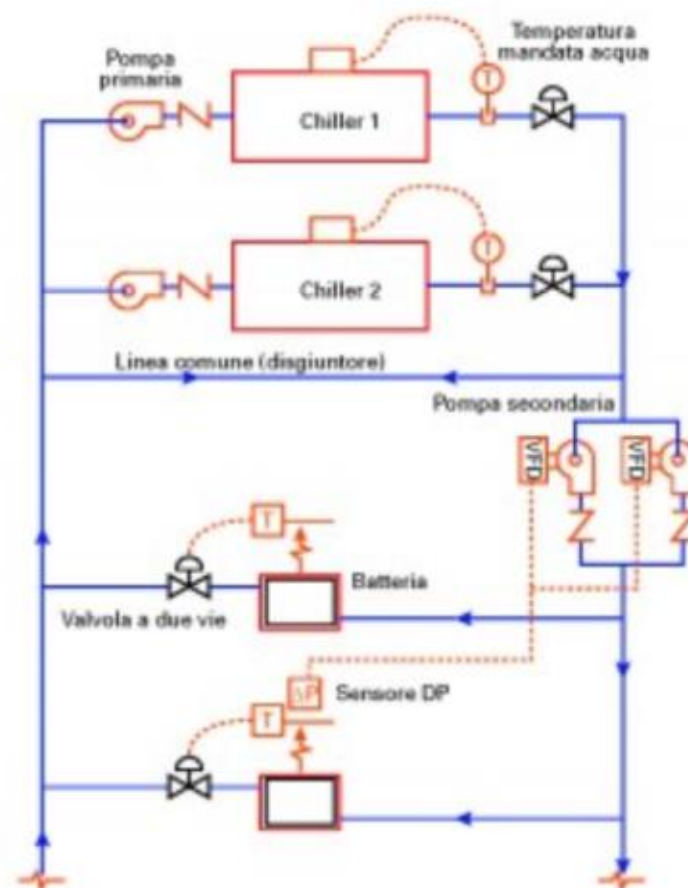 Pompa
primaria
Temperatura
mandata acqua
T
Chiller 1
T
Chiller 2
Linea comune (disgiuntore)
Pompa secondaria
VFD
VFD
T
Batteria
Valvola a due vie
ΔP
Sensore DP
T